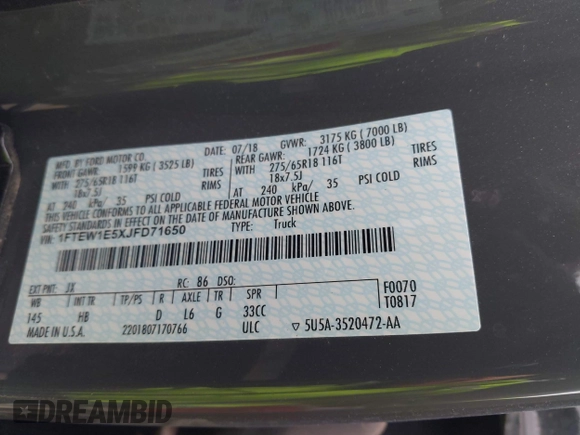 MFD. BY FORD MOTOR CO. DATE: 07/18 GVWR: 3175 KG ( 7000 LB)
FRONT GAWR: 1599 KG ( 3525 LB) REAR GAWR: 1724 KG ( 3800 LB)
WITH 275/65R18 116T TIRES WITH 275/65R18 116T TIRES
18x7.5J RIMS 18x7.5J RIMS
AT 240 kPa/ 35 PSI COLD AT 240 kPa/ 35 PSI COLD
THIS VEHICLE CONFORMS TO ALL APPLICABLE FEDERAL MOTOR VEHICLE
SAFETY STANDARDS IN EFFECT ON THE DATE OF MANUFACTURE SHOWN ABOVE.
VIN: 1FTEW1E5XJFD71650 TYPE: Truck
EXT PNT: JX RC: 86 DSO: F0070
WB INT TR TP/PS R AXLE TR SPR T0817
145 HB D L6 G 33CC
MADE IN U.S.A. 2201807170766 ULC ▽ 5U5A-3520472-AA
DREAMBID